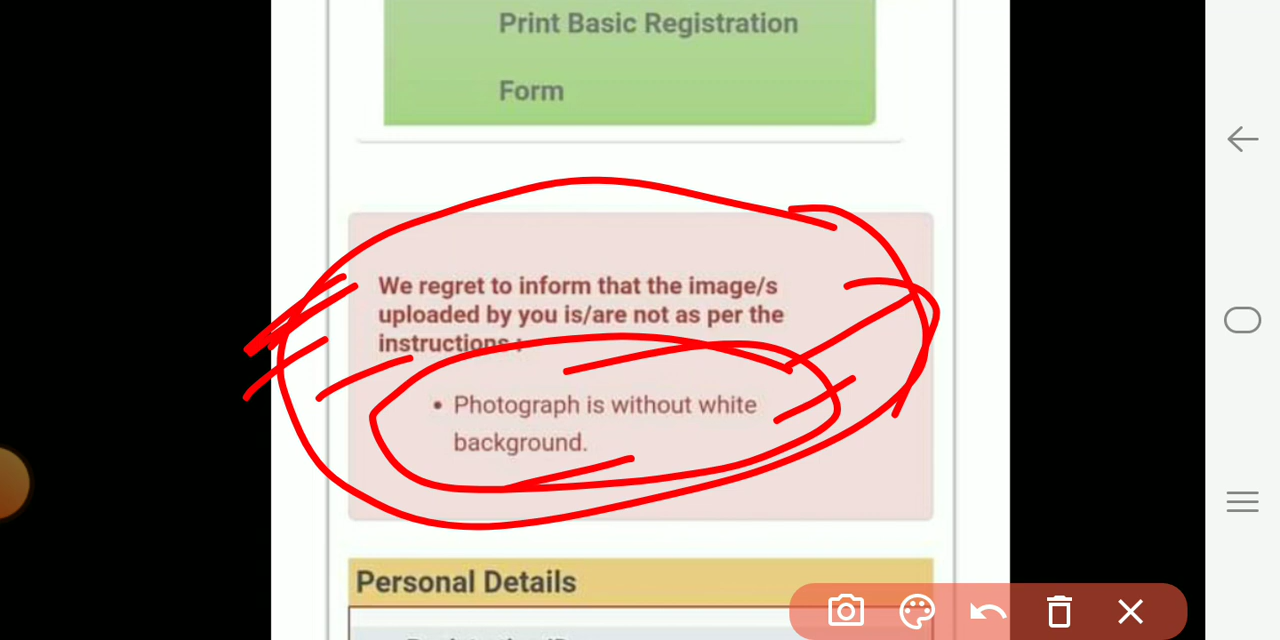 Print Basic Registration
Form
We regret to inform that the image/s
uploaded by you is/are not as per the
instructions :
• Photograph is without white
background.
Personal Details